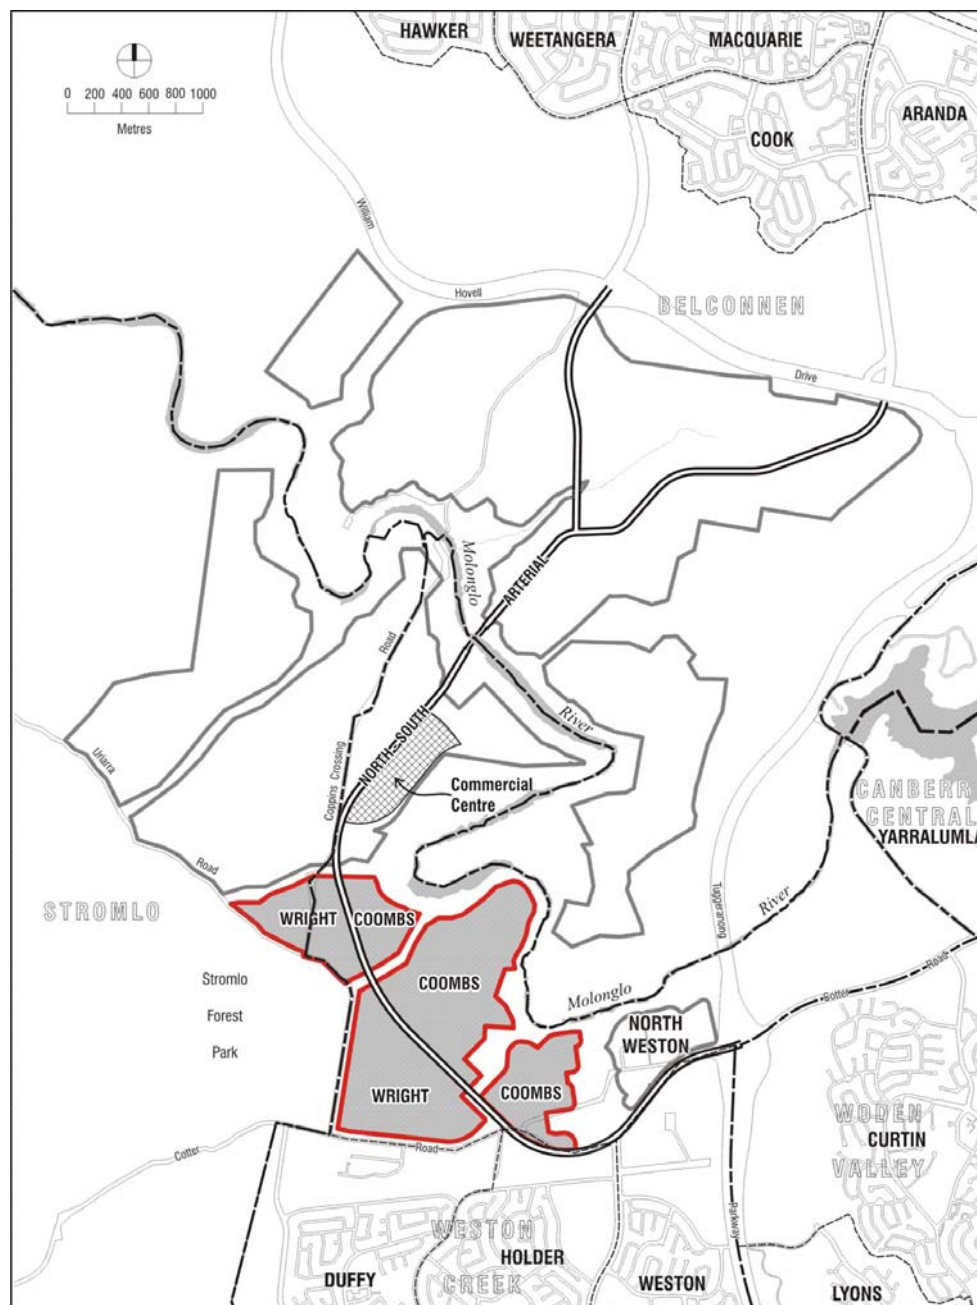 HAWKER
WEETANGERA
MACQUARIE
0 200 400 600 800 1000
Metres
ARANDA
COOK
William
Hovell
BELCONNEN
Drive
Molonglo
ARTERIAL
Road
River
NORTH-SOUTH
Uriarra
Coppins Crossing
Commercial
Centre
CANBERR
CENTRAL
YARRALUMLA
Road
STROMLO
WRIGHT
COOMBS
Tuggeranong
River
Stromlo
Forest
Park
COOMBS
Molonglo
Cotter
Road
NORTH
WESTON
WRIGHT
COOMBS
Cotter
Road
WODEN
CURTIN
VALLEY
Parkway
WESTON
HOLDER
CREEK
DUFFY
WESTON
LYONS